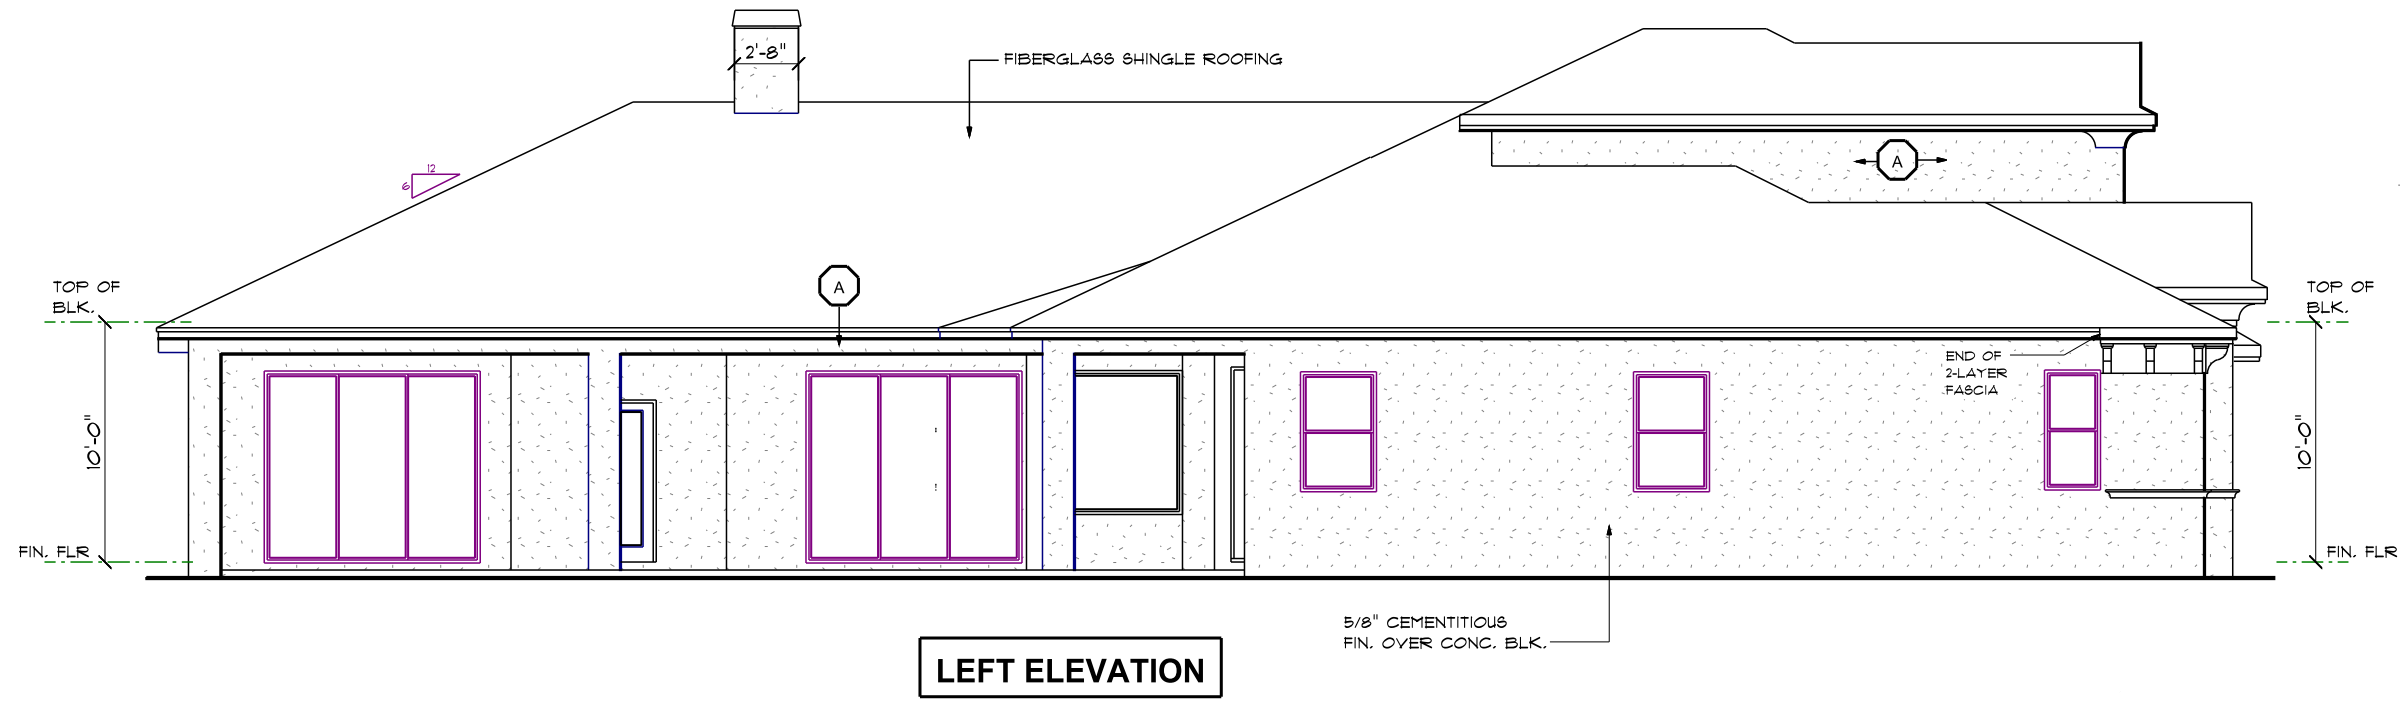 2'-8"
FIBERGLASS SHINGLE ROOFING
12
6
A
A
TOP OF
BLK.
TOP OF
BLK.
END OF
2-LAYER
FASCIA
10'-0"
10'-0"
FIN. FLR
FIN. FLR
5/8" CEMENTITIOUS
FIN. OVER CONC. BLK.
LEFT ELEVATION